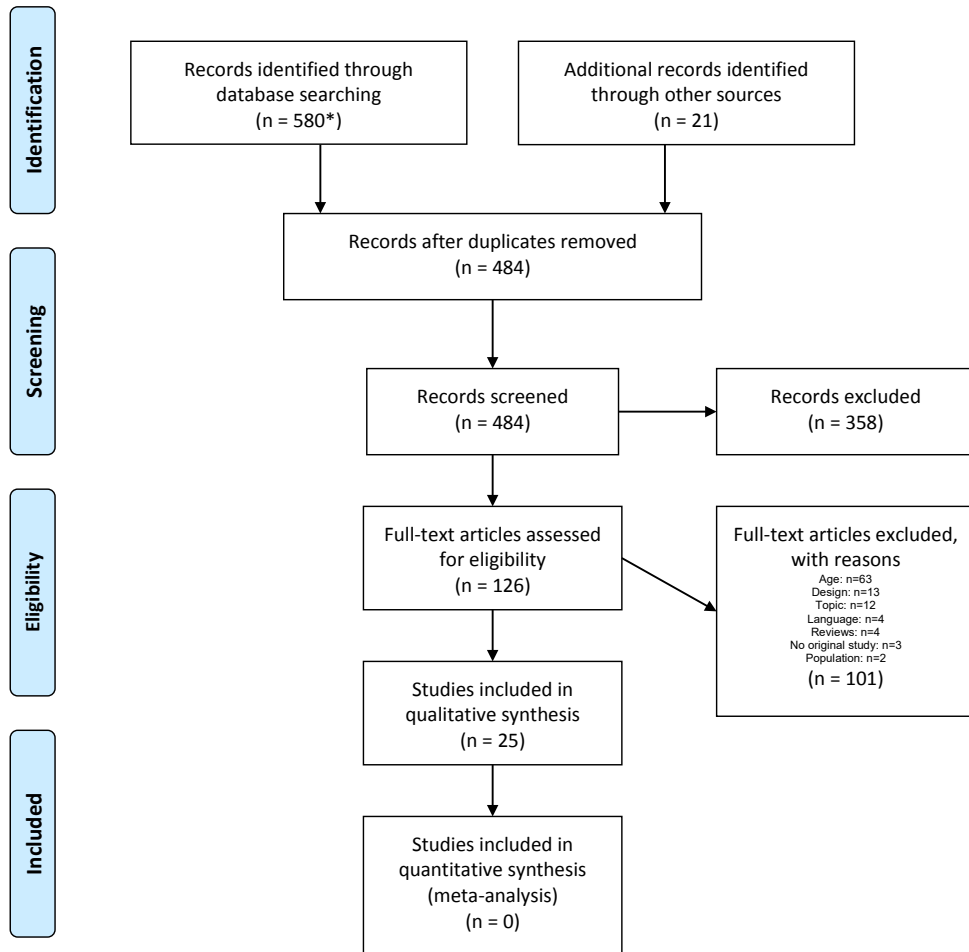 Identification
Records identified through
database searching
(n = 580*)
Additional records identified
through other sources
(n = 21)
Screening
Records after duplicates removed
(n = 484)
Records screened
(n = 484)
Records excluded
(n = 358)
Eligibility
Full-text articles assessed
for eligibility
(n = 126)
Full-text articles excluded,
with reasons
Age: n=63
Design: n=13
Topic: n=12
Language: n=4
Reviews: n=4
No original study: n=3
Population: n=2
(n = 101)
Studies included in
qualitative synthesis
(n = 25)
Included
Studies included in
quantitative synthesis
(meta-analysis)
(n = 0)